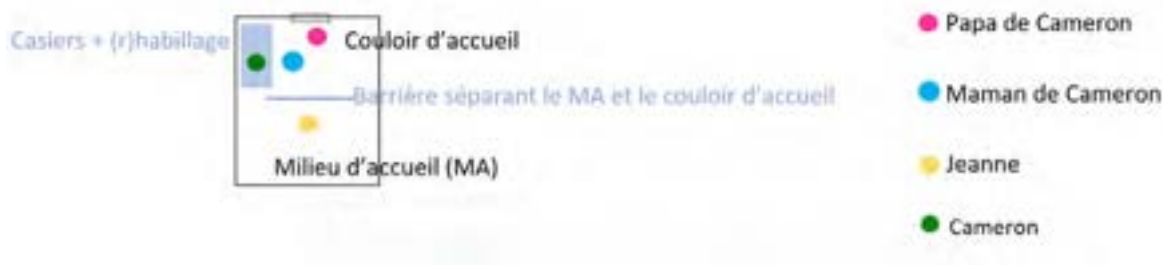 Casiers + (r)habillage
Couloir d'accueil
Barrière séparant le MA et le couloir d'accueil
Milieu d'accueil (MA)
Papa de Cameron
Maman de Cameron
Jeanne
Cameron